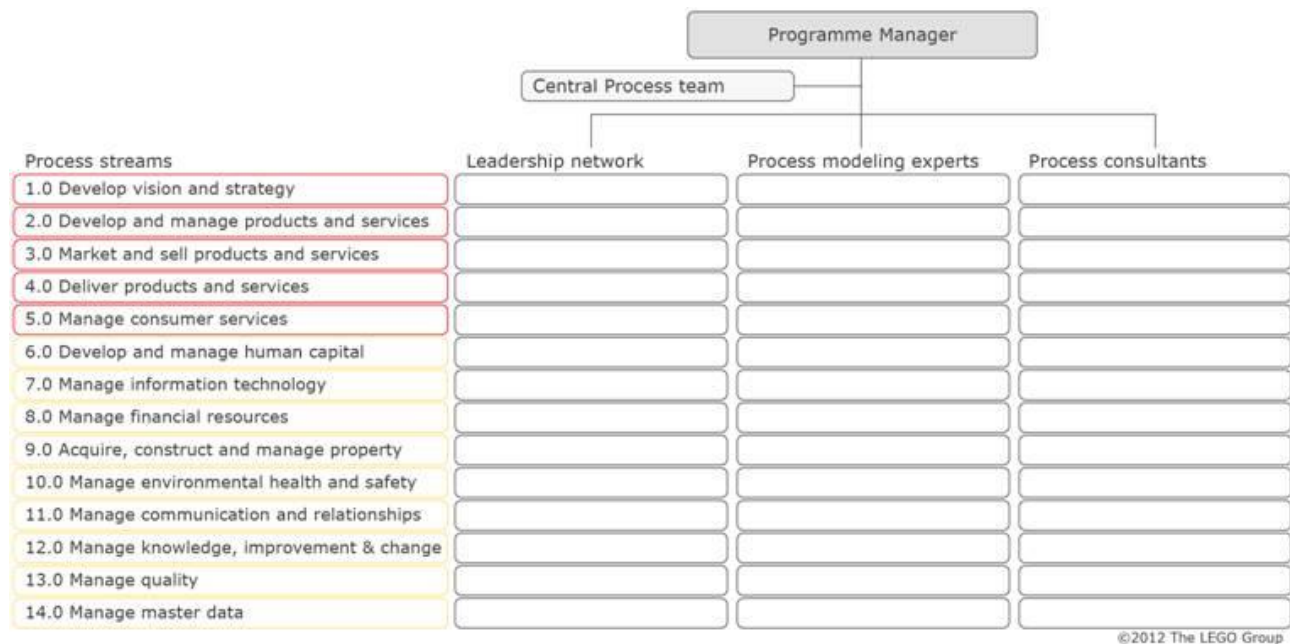 Programme Manager
Central Process team
Process streams
Leadership network
Process modeling experts
Process consultants
1.0 Develop vision and strategy
2.0 Develop and manage products and services
3.0 Market and sell products and services
4.0 Deliver products and services
5.0 Manage consumer services
6.0 Develop and manage human capital
7.0 Manage information technology
8.0 Manage financial resources
9.0 Acquire, construct and manage property
10.0 Manage environmental health and safety
11.0 Manage communication and relationships
12.0 Manage knowledge, improvement & change
13.0 Manage quality
14.0 Manage master data
©2012 The LEGO Group